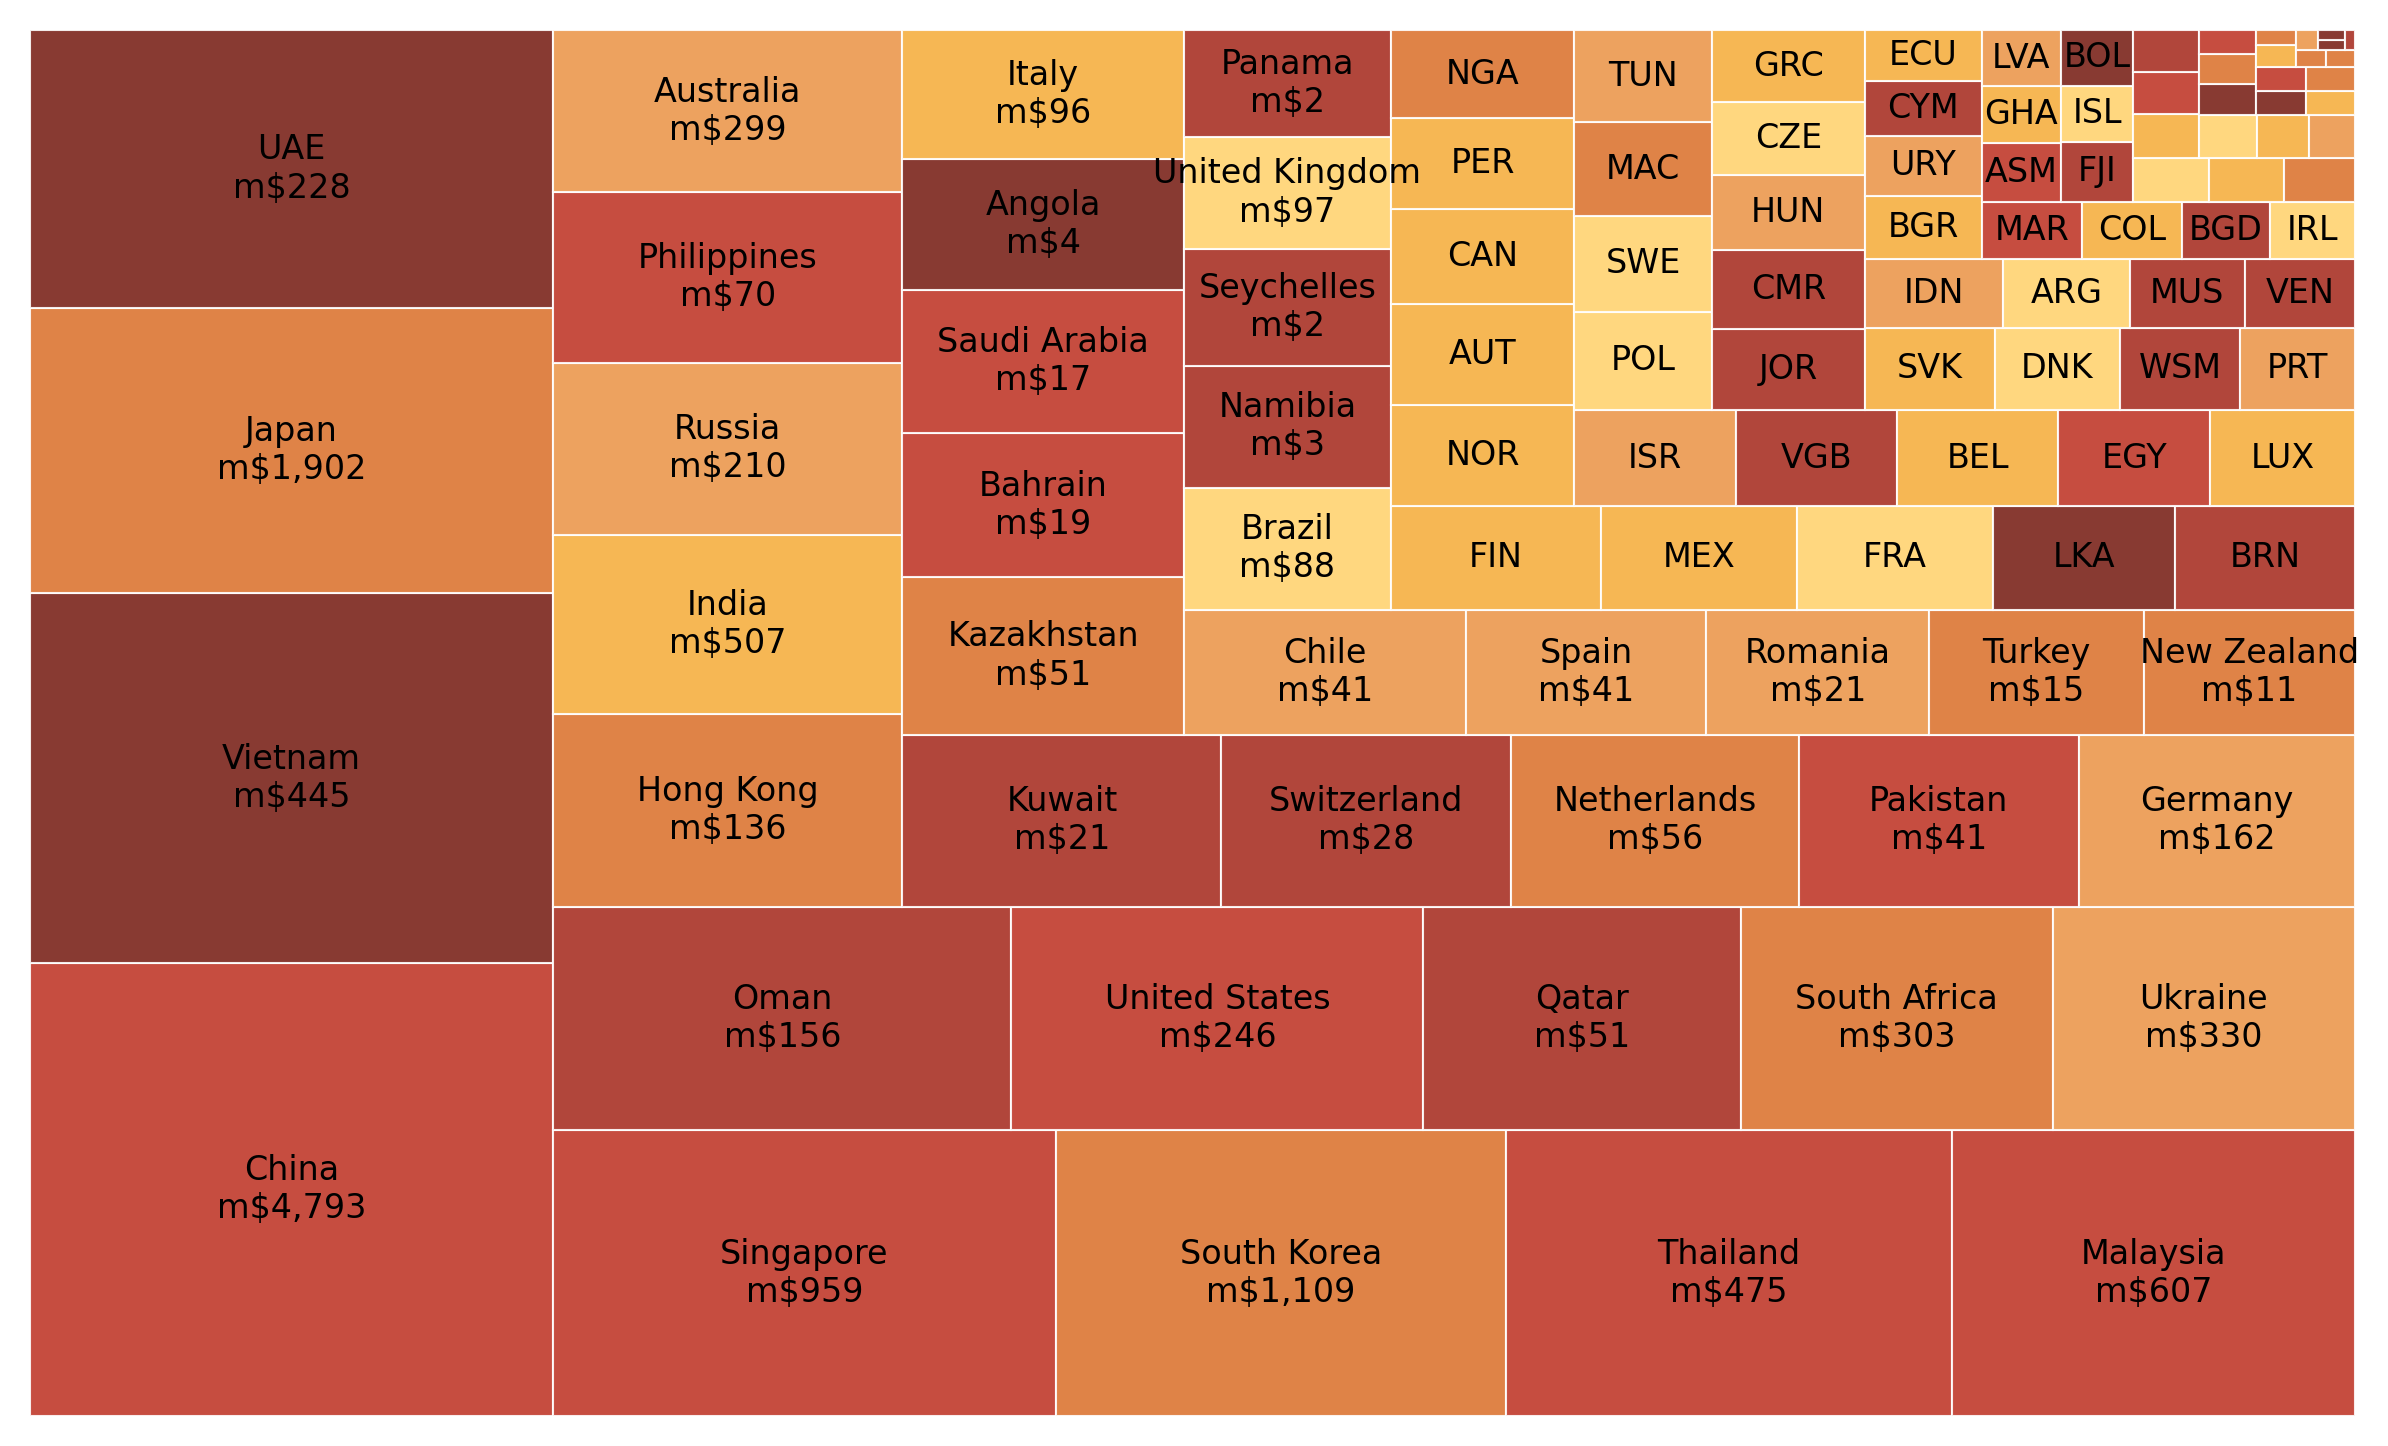 UAE
m$228
Japan
m$1,902
Vietnam
m$445
China
m$4,793
Australia
m$299
Philippines
m$70
Russia
m$210
India
m$507
Hong Kong
m$136
Italy
m$96
Angola
m$4
Saudi Arabia
m$17
Bahrain
m$19
Kazakhstan
m$51
Panama
m$2
United Kingdom
m$97
Seychelles
m$2
Namibia
m$3
Brazil
m$88
NGA
PER
CAN
AUT
NOR
TUN
MAC
SWE
POL
GRC
CZE
HUN
CMR
JOR
ECU
CYM
URY
BGR
LVA
GHA
ASM
BOL
ISL
FJI
MAR
COL
BGD
IRL
IDN
ARG
MUS
VEN
SVK
DNK
WSM
PRT
ISR
VGB
BEL
EGY
LUX
FIN
MEX
FRA
LKA
BRN
Chile
m$41
Spain
m$41
Romania
m$21
Turkey
m$15
New Zealand
m$11
Kuwait
m$21
Switzerland
m$28
Netherlands
m$56
Pakistan
m$41
Germany
m$162
Oman
m$156
United States
m$246
Qatar
m$51
South Africa
m$303
Ukraine
m$330
Singapore
m$959
South Korea
m$1,109
Thailand
m$475
Malaysia
m$607